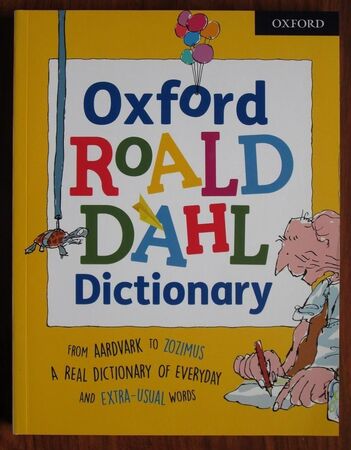 OXFORD
Oxford
ROALD
DAHL
Dictionary
FROM AARDVARK TO ZOZIMUS
A REAL DICTIONARY OF EVERYDAY
AND EXTRA-USUAL WORDS